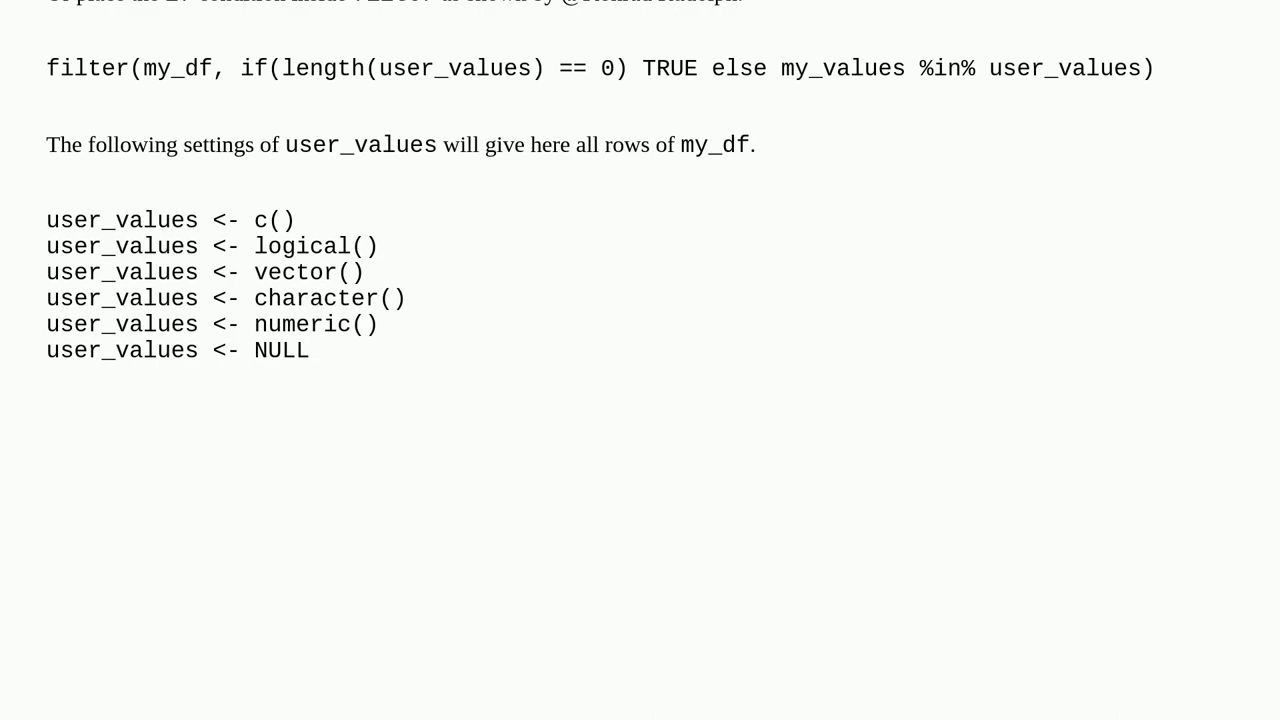 filter(my_df, if(length(user_values) == 0) TRUE else my_values %in% user_values)
The following settings of user_values will give here all rows of my_df.
user_values <- c()
user_values <- logical()
user_values <- vector()
user_values <- character()
user_values <- numeric()
user_values <- NULL